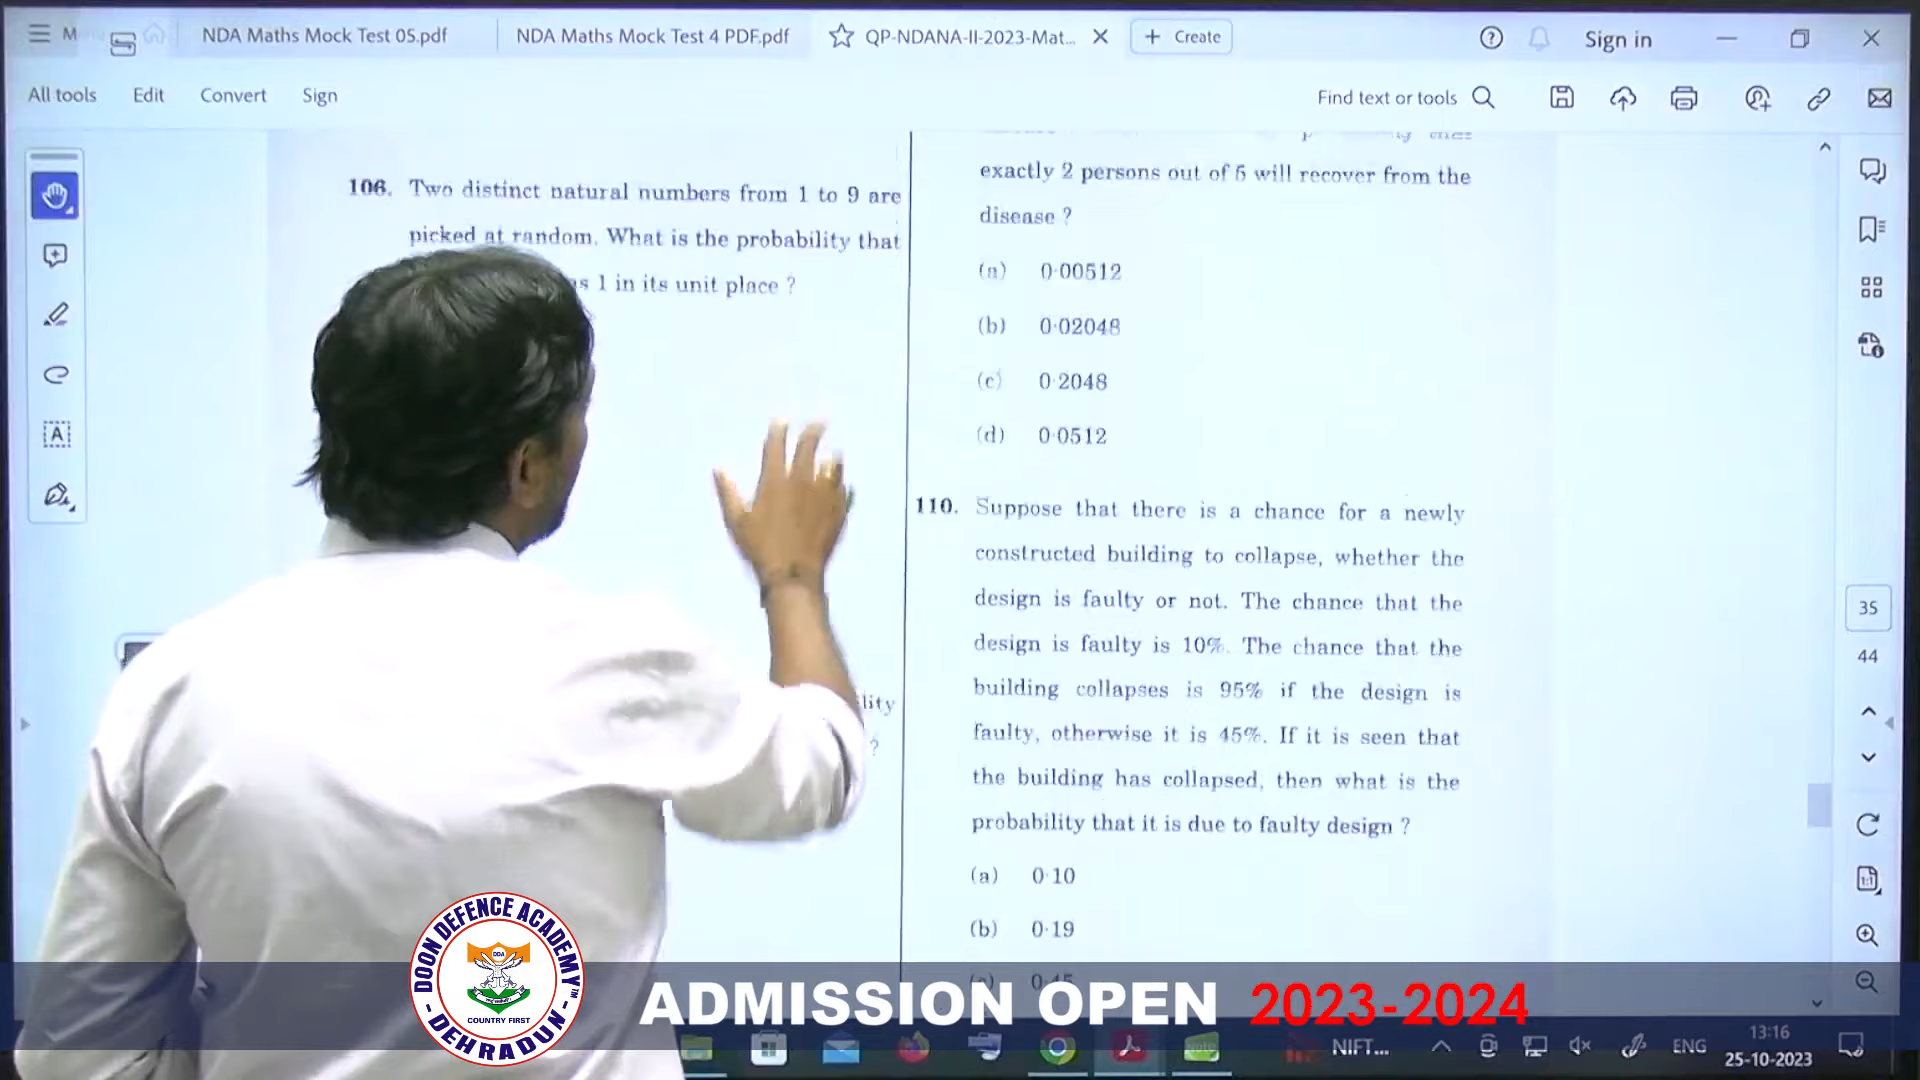 NDA Maths Mock Test 05.pdf
NDA Maths Mock Test 4 PDF.pdf
QP-NDANA-II-2023-Mat...
Create
Sign in
All tools
Edit
Convert
Sign
Find text or tools
106. Two distinct natural numbers from 1 to 9 are
picked at random. What is the probability that
1 in its unit place ?
lity
?
exactly 2 persons out of 5 will recover from the
disease ?
(a) 0·00512
(b) 0·02048
(c) 0·2048
(d) 0·0512
110. Suppose that there is a chance for a newly
constructed building to collapse, whether the
design is faulty or not. The chance that the
design is faulty is 10%. The chance that the
building collapses is 95% if the design is
faulty, otherwise it is 45%. If it is seen that
the building has collapsed, then what is the
probability that it is due to faulty design ?
(a) 0·10
(b) 0·19
35
44
DOON DEFENCE ACADEMY
TM
DDA
COUNTRY FIRST
- DEHRADUN -
ADMISSION OPEN 2023-2024
NIFT...
ENG
13:16
25-10-2023